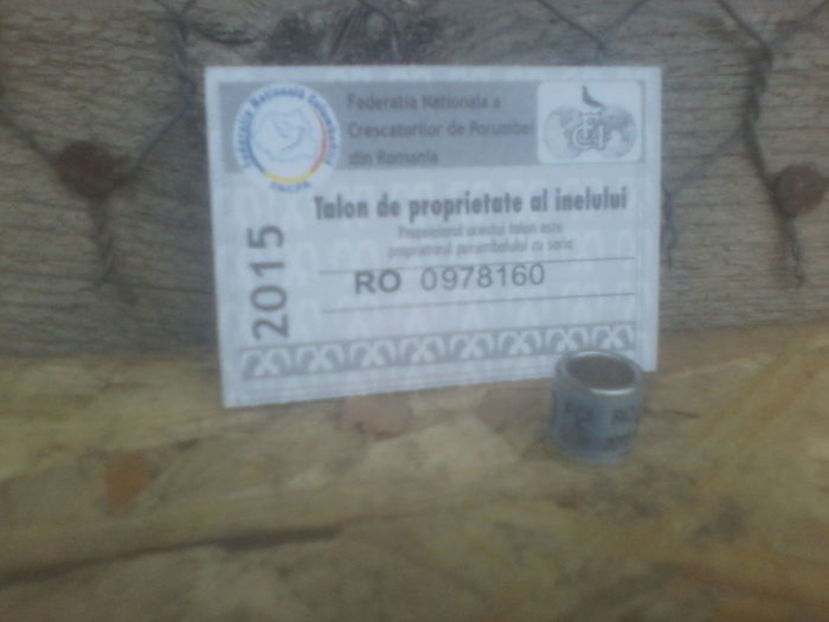 Federatia Nationala a
Crescatorilor de Porumbei
din Romania
FCI
Talon de proprietate al inelului
Proprietarul acestui talon este
proprietarul porumbelului cu seria
2015
RO 0978160